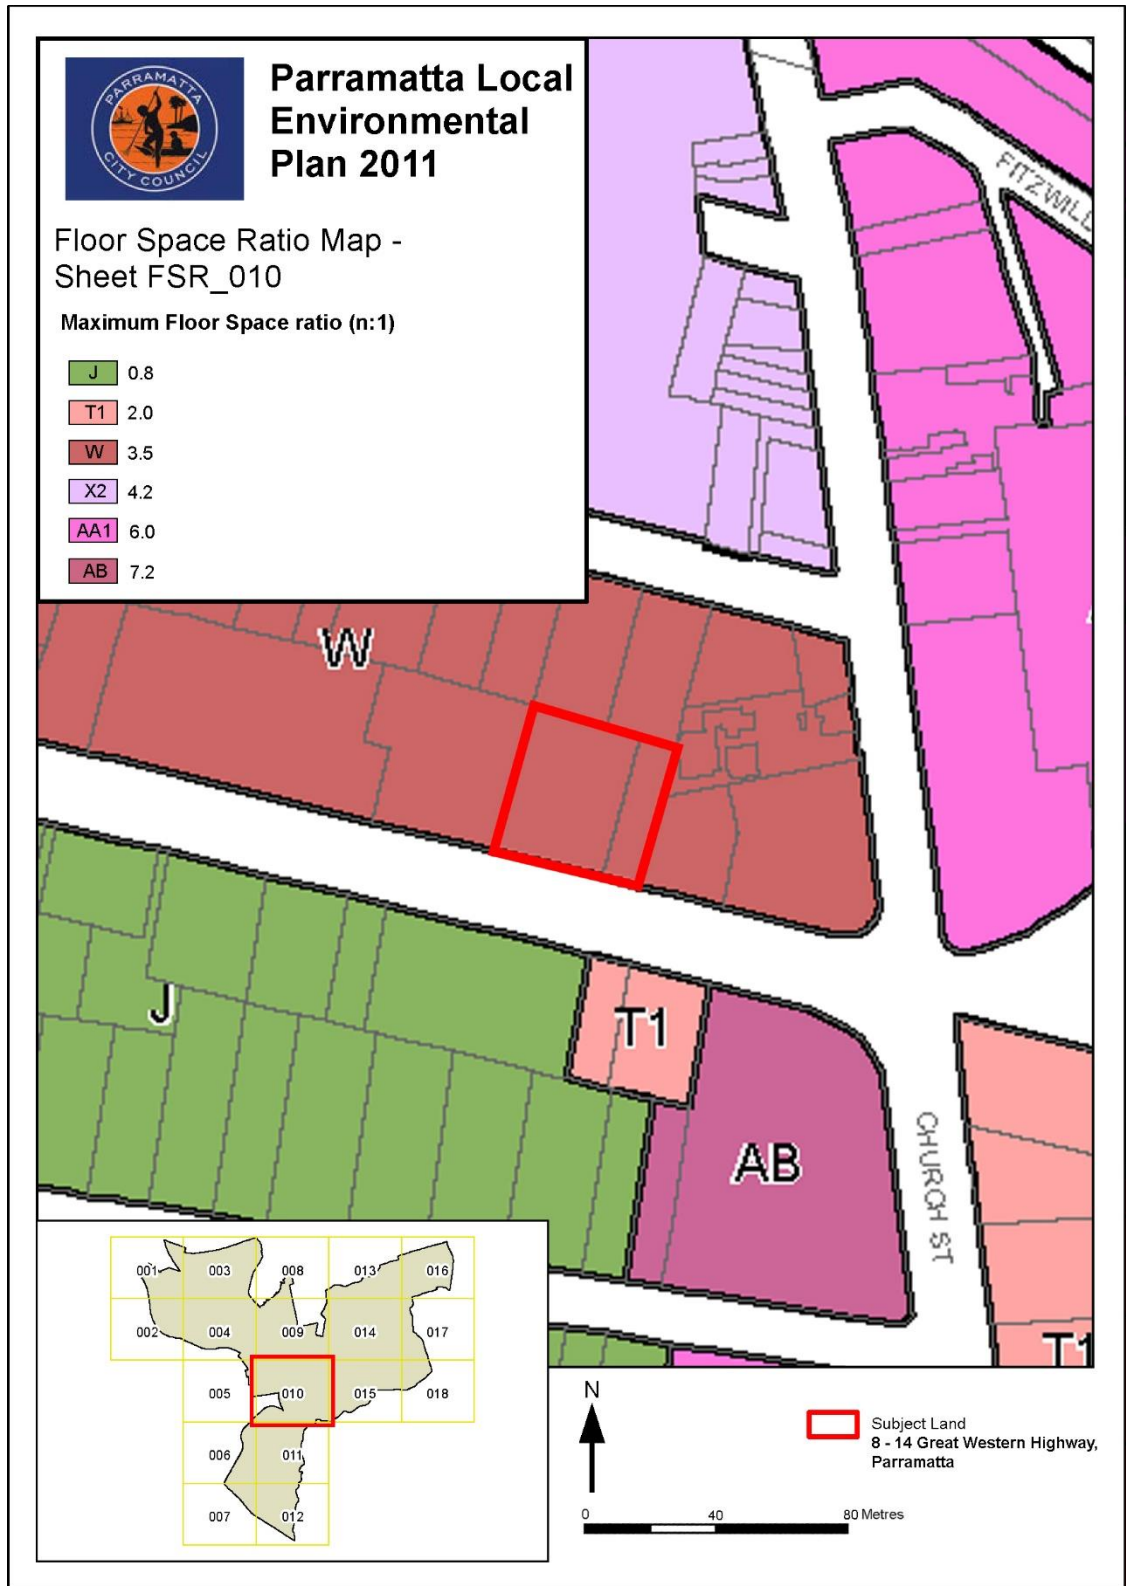 PARRAMATTA
CITY COUNCIL
Parramatta Local
Environmental
Plan 2011
Floor Space Ratio Map -
Sheet FSR_010
Maximum Floor Space ratio (n:1)
J 0.8
T1 2.0
W 3.5
X2 4.2
AA1 6.0
AB 7.2
FITZWILL
W
J
T1
AB
CHURCH ST
T1
001 003 008 013 016
002 004 009 014 017
005 010 015 018
006 011
007 012
N
0 40 80 Metres
Subject Land
8 - 14 Great Western Highway,
Parramatta